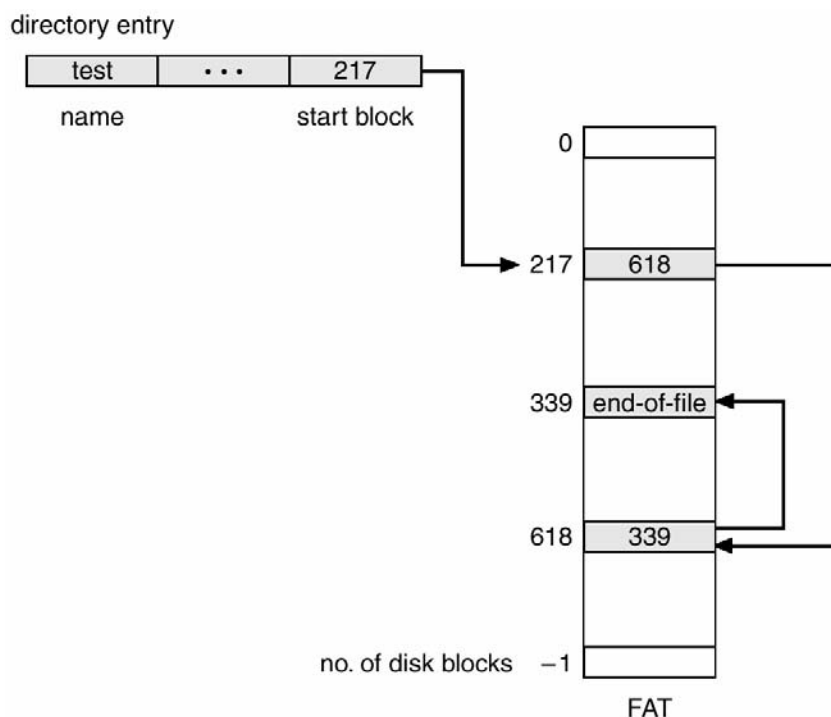 directory entry
test ••• 217
name start block
0
217 618
339 end-of-file
618 339
no. of disk blocks −1
FAT